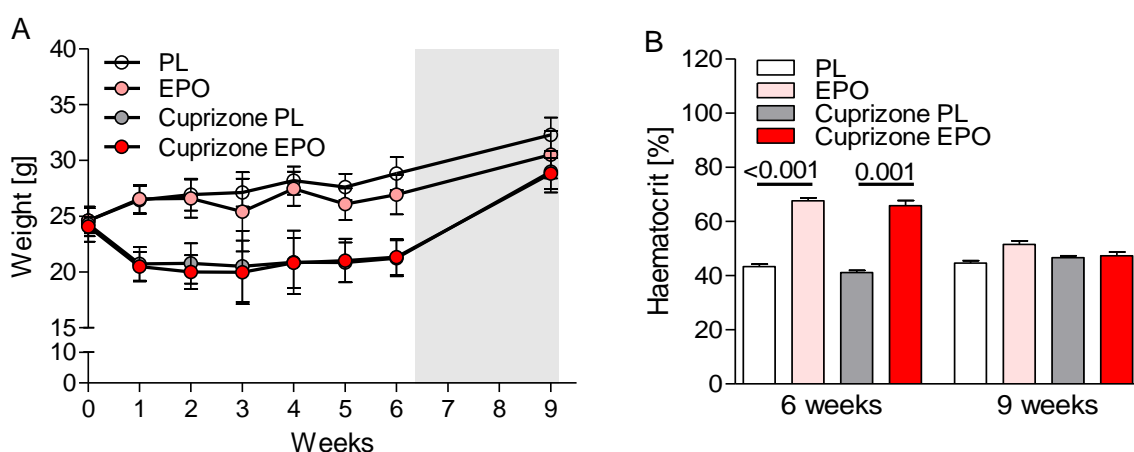 A
Weight [g]
40
35
30
25
20
15
10
0
PL
EPO
Cuprizone PL
Cuprizone EPO
0 1 2 3 4 5 6 7 8 9
Weeks
B
Haematocrit [%]
120
100
80
60
40
20
0
PL
EPO
Cuprizone PL
Cuprizone EPO
<0.001 0.001
6 weeks 9 weeks